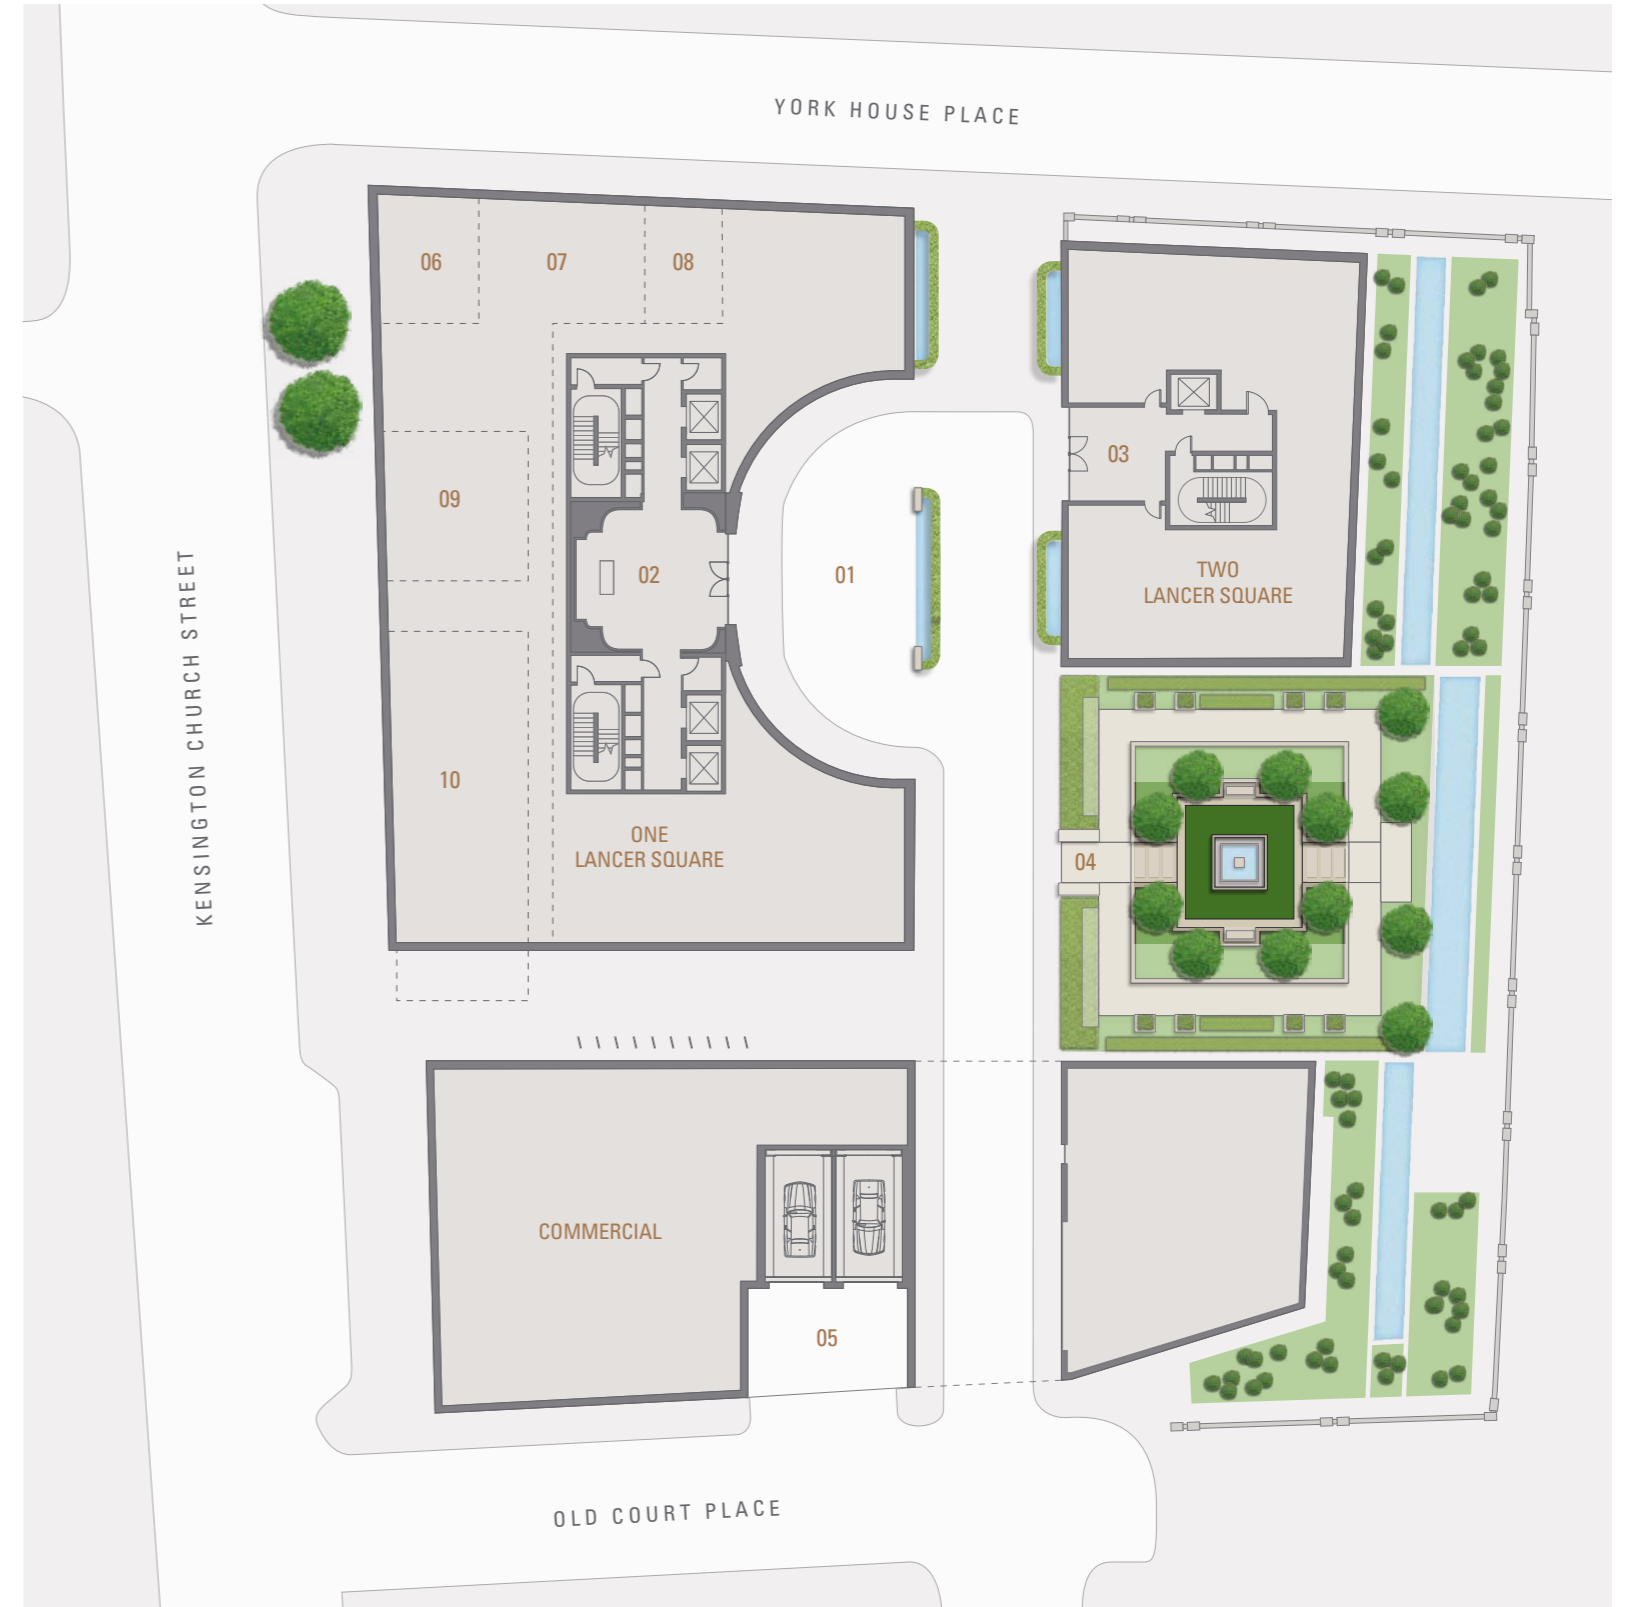 YORK HOUSE PLACE
06
07
08
03
09
02
01
TWO
LANCER SQUARE
KENSINGTON CHURCH STREET
10
ONE
LANCER SQUARE
04
COMMERCIAL
05
OLD COURT PLACE